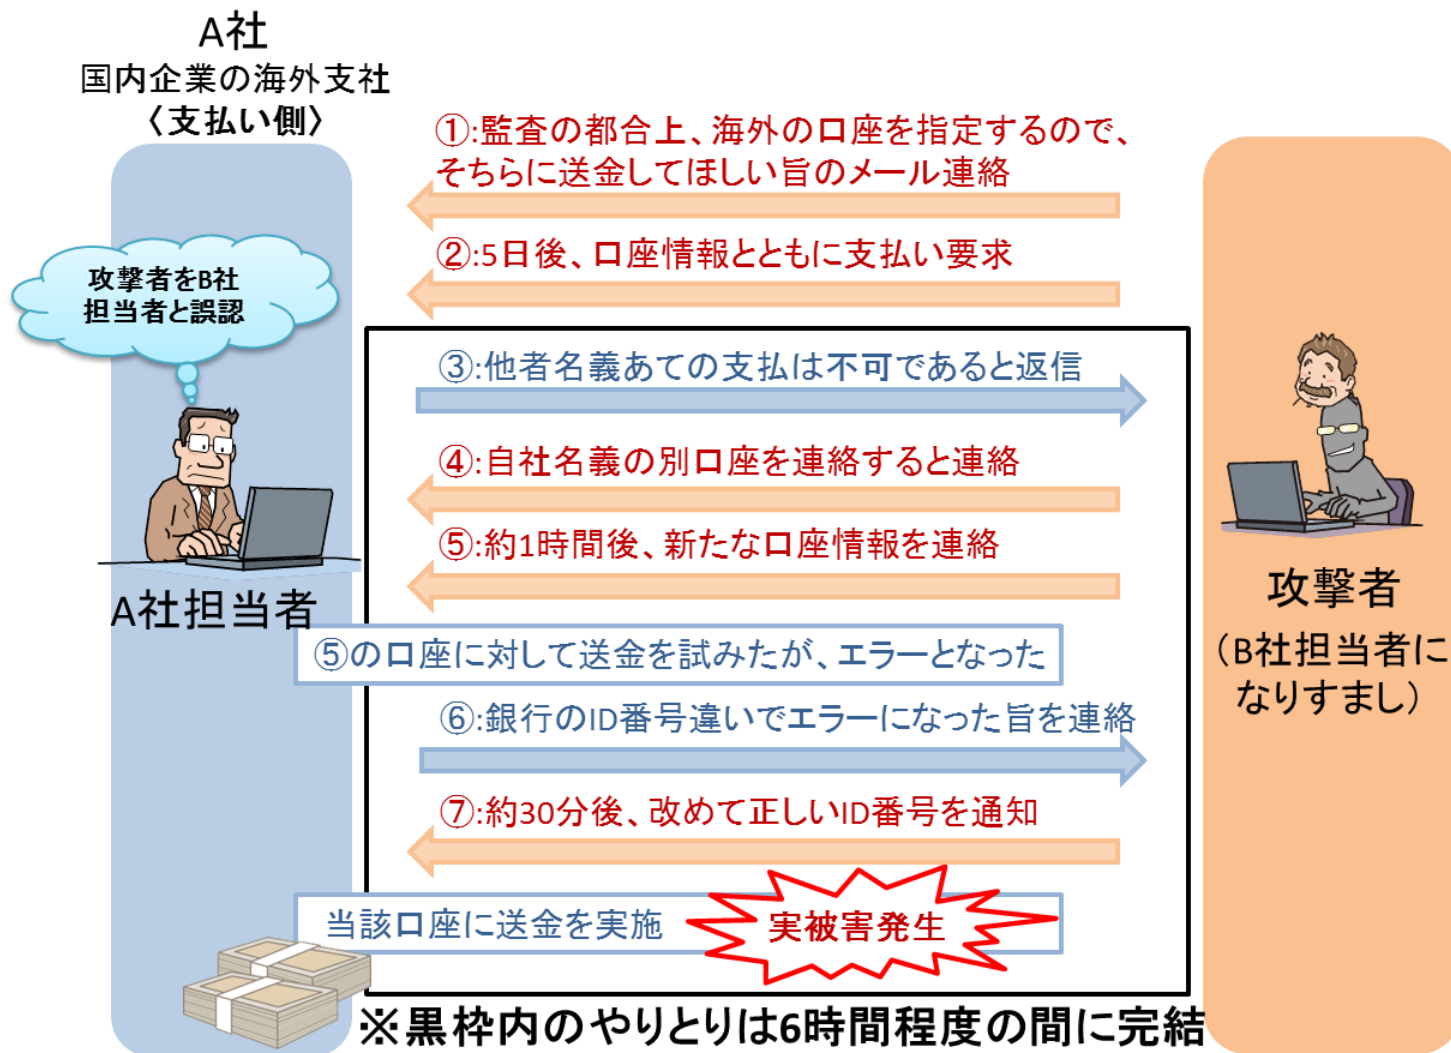 A社
国内企業の海外支社
〈支払い側〉
①:監査の都合上、海外の口座を指定するので、
そちらに送金してほしい旨のメール連絡
②:5日後、口座情報とともに支払い要求
攻撃者をB社
担当者と誤認
③:他者名義あての支払は不可であると返信
④:自社名義の別口座を連絡すると連絡
⑤:約1時間後、新たな口座情報を連絡
A社担当者
攻撃者
（B社担当者に
なりすまし）
⑤の口座に対して送金を試みたが、エラーとなった
⑥:銀行のID番号違いでエラーになった旨を連絡
⑦:約30分後、改めて正しいID番号を通知
当該口座に送金を実施
実被害発生
※黒枠内のやりとりは6時間程度の間に完結